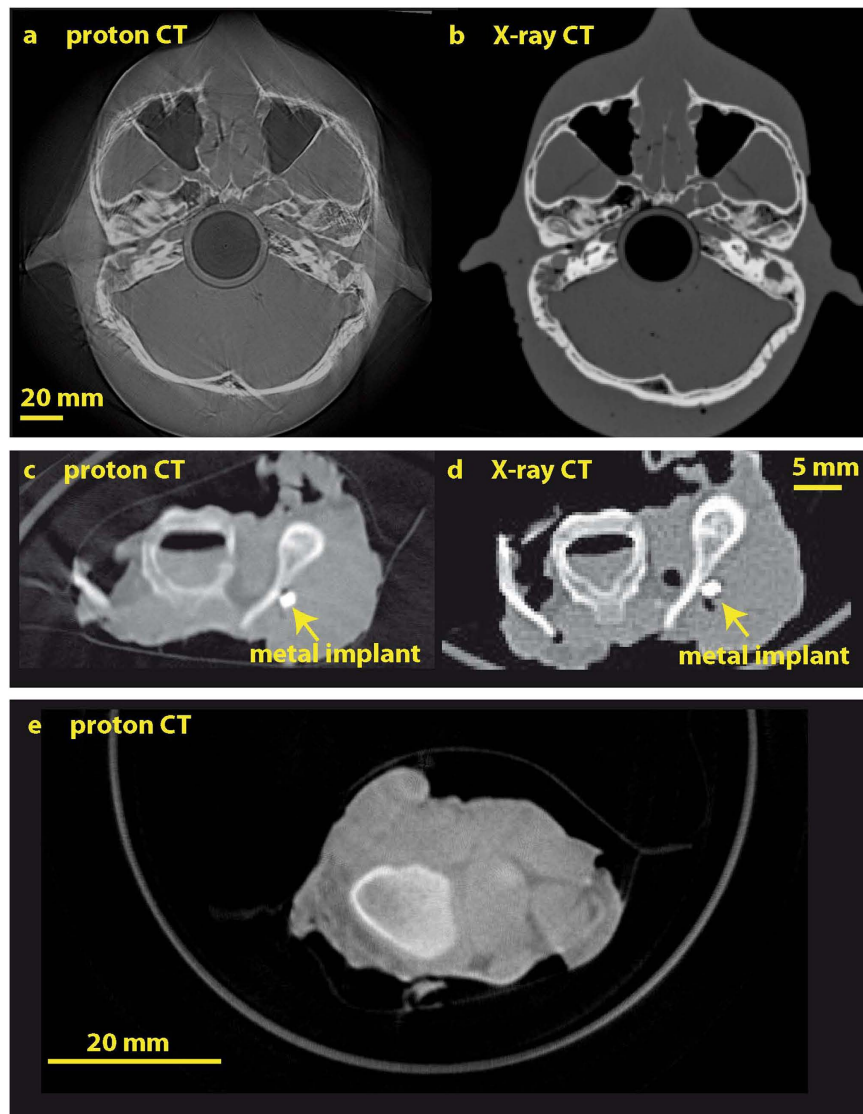 a proton CT
b X-ray CT
20 mm
c proton CT
d X-ray CT
5 mm
metal implant
metal implant
e proton CT
20 mm